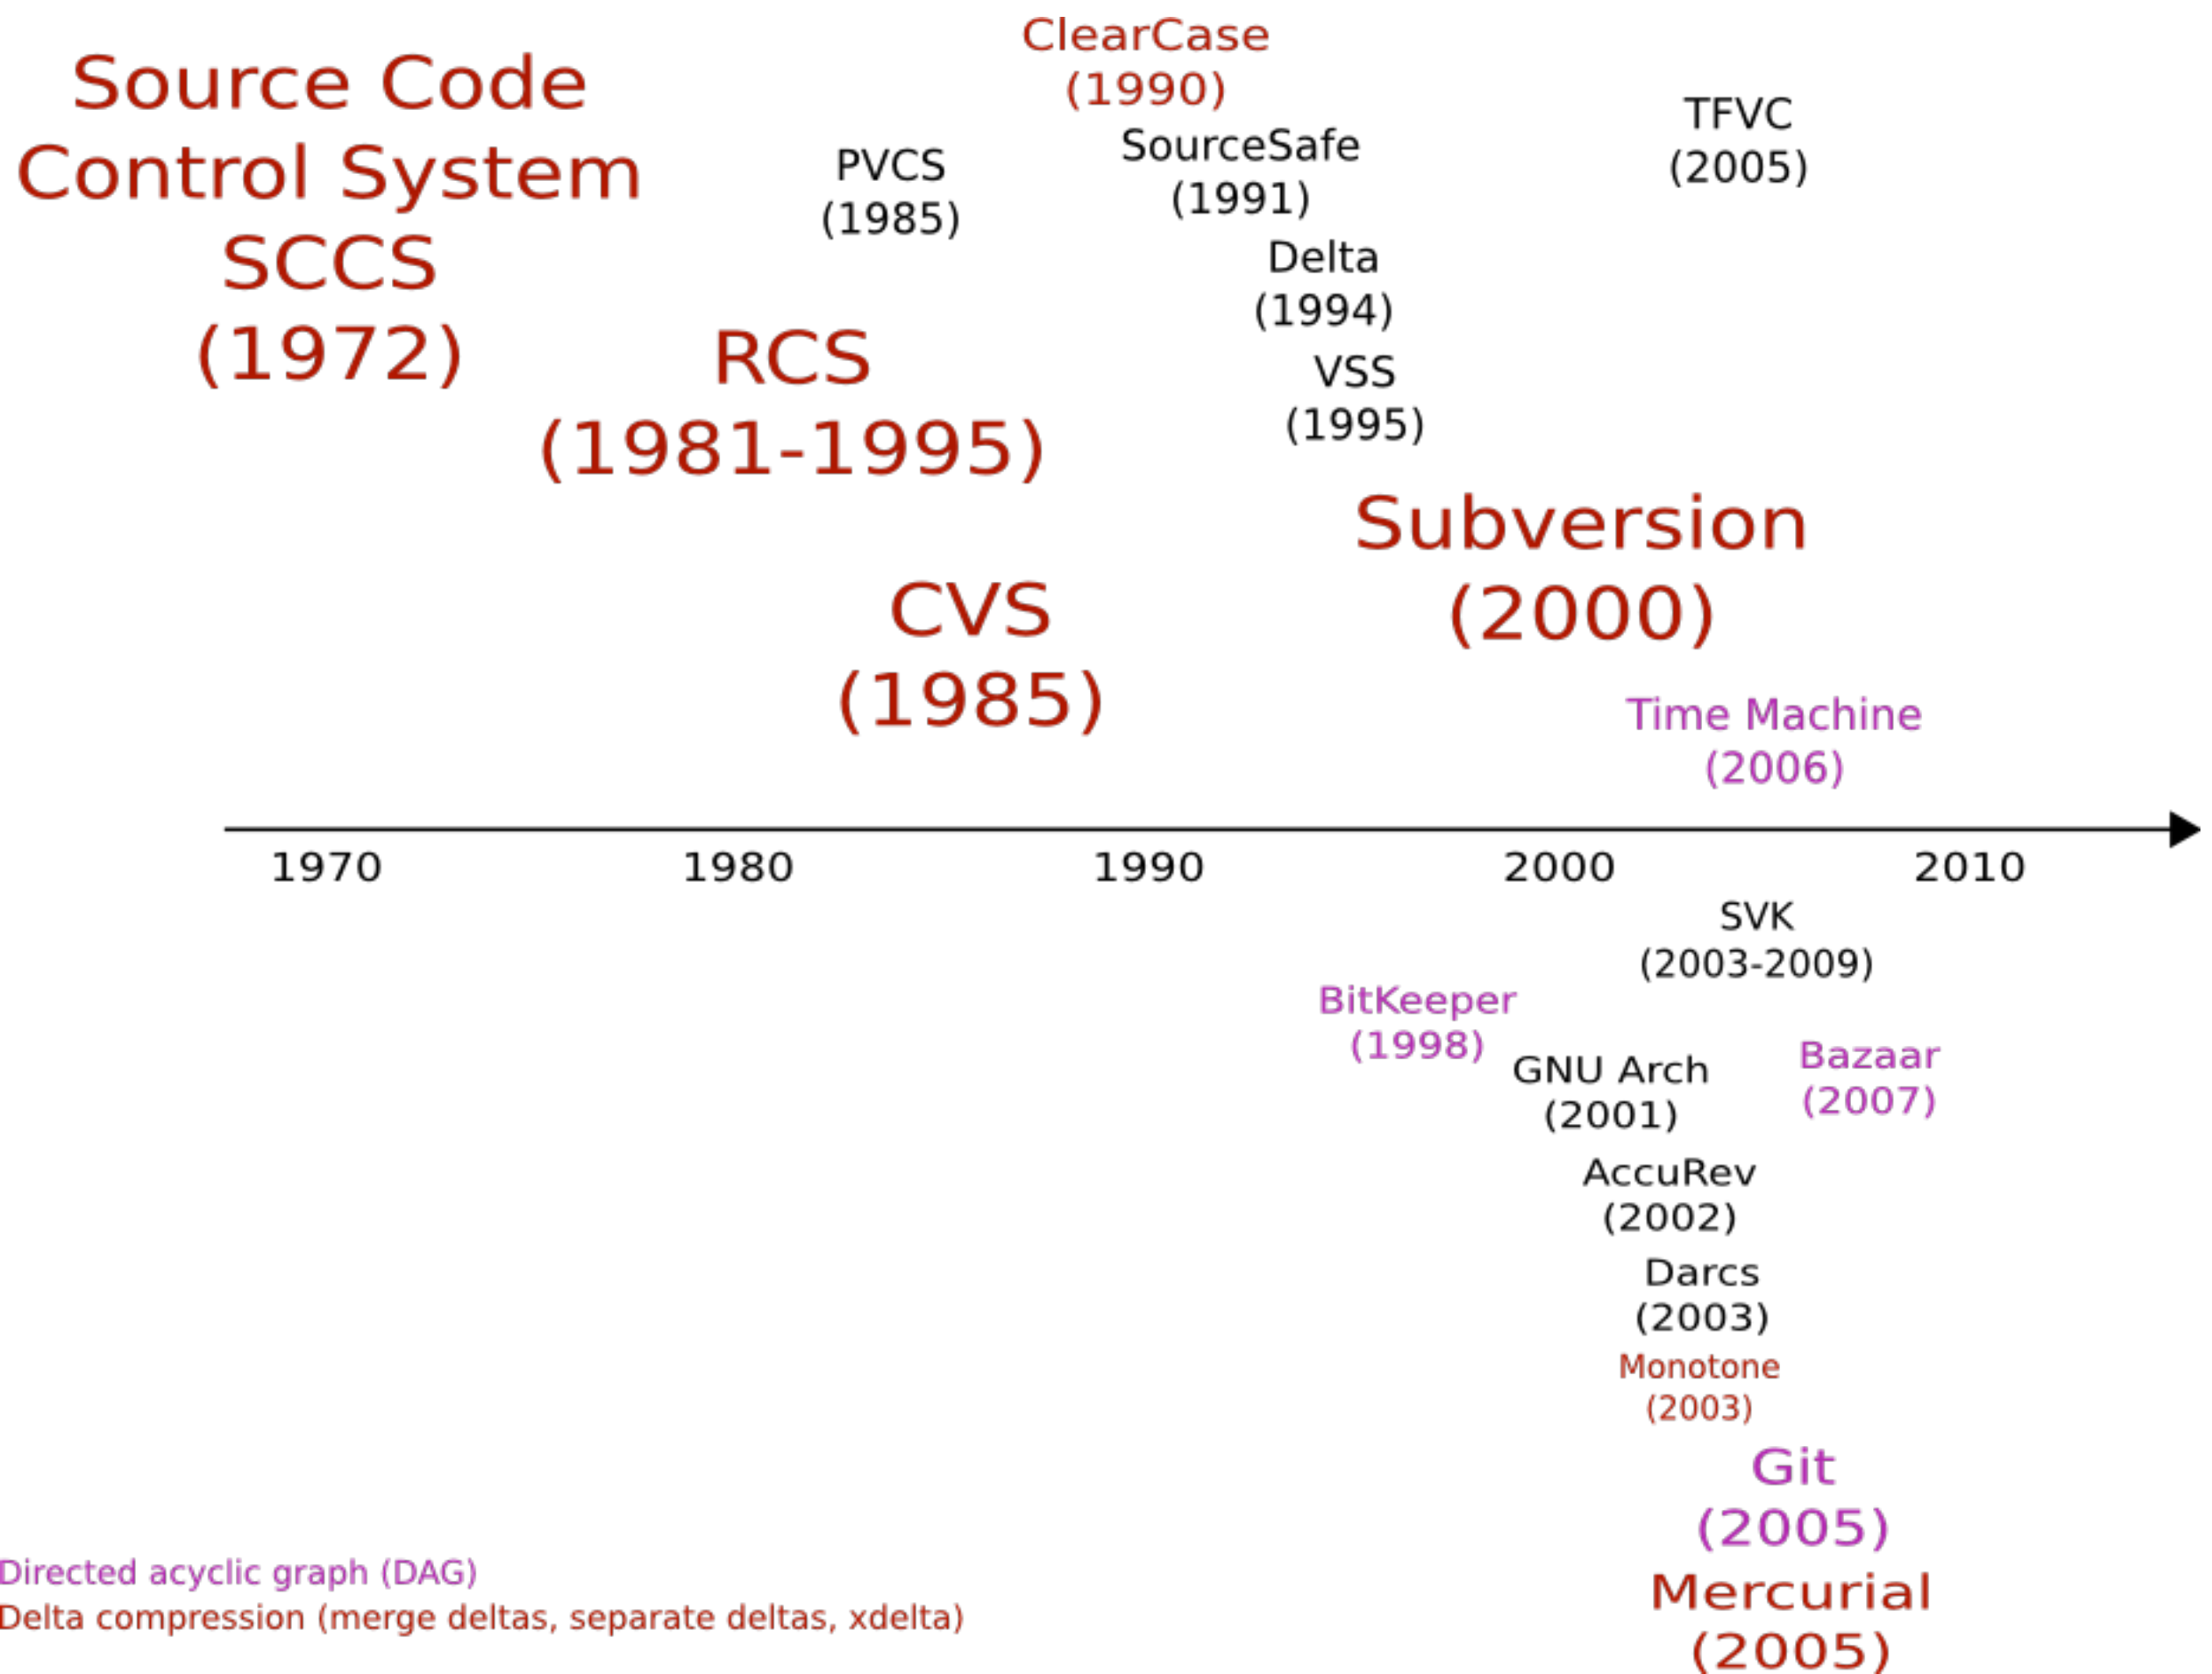 ClearCase
(1990)
Source Code
Control System
SCCS
(1972)
TFVC
(2005)
PVCS
(1985)
SourceSafe
(1991)
Delta
(1994)
VSS
(1995)
RCS
(1981-1995)
Subversion
(2000)
CVS
(1985)
Time Machine
(2006)
1970 1980 1990 2000 2010
SVK
(2003-2009)
BitKeeper
(1998)
GNU Arch
(2001)
Bazaar
(2007)
AccuRev
(2002)
Darcs
(2003)
Monotone
(2003)
Git
(2005)
Mercurial
(2005)
Directed acyclic graph (DAG)
Delta compression (merge deltas, separate deltas, xdelta)